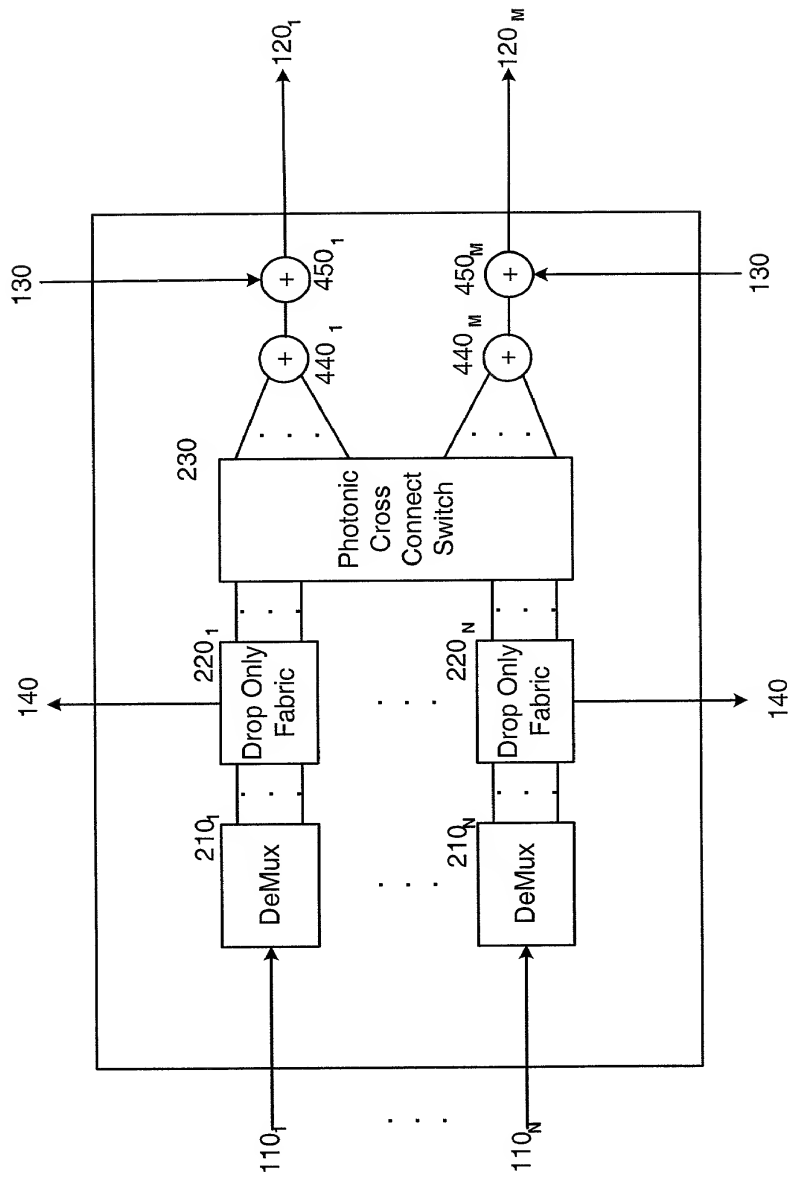 130
120₁
140
230
450₁
440₁
220₁
210₁
110₁
DeMux
Drop Only
Fabric
+
+
Photonic
Cross
Connect
Switch
450M
440M
120M
220N
210N
110N
DeMux
Drop Only
Fabric
+
+
140
130